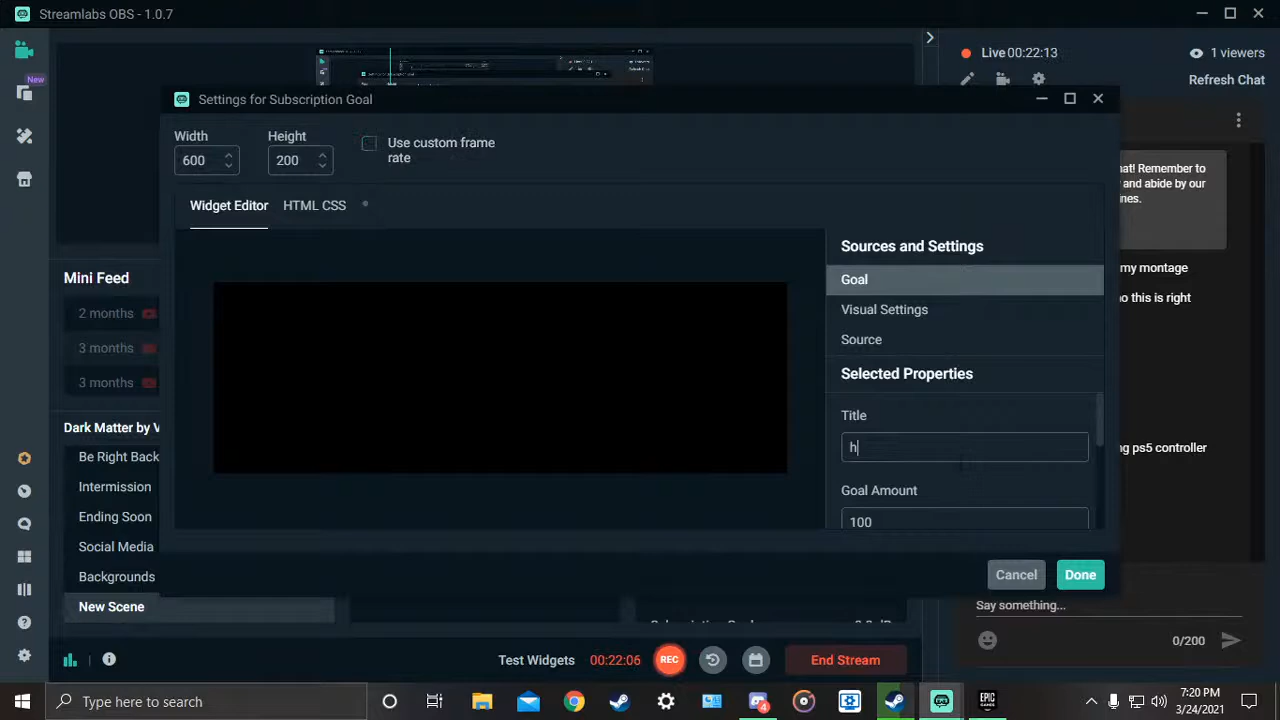 Streamlabs OBS - 1.0.7
Live 00:22:13
1 viewers
Refresh Chat
New
Settings for Subscription Goal
Width
Height
600
200
Use custom frame
rate
Widget Editor
HTML CSS
Sources and Settings
Goal
Visual Settings
Source
Selected Properties
Title
h
Goal Amount
100
Cancel
Done
Mini Feed
2 months
3 months
3 months
Dark Matter by V
Be Right Back
Intermission
Ending Soon
Social Media
Backgrounds
New Scene
hat! Remember to
and abide by our
nes.
my montage
o this is right
g ps5 controller
Say something...
0/200
Test Widgets
00:22:06
REC
End Stream
Type here to search
4
7:20 PM
3/24/2021